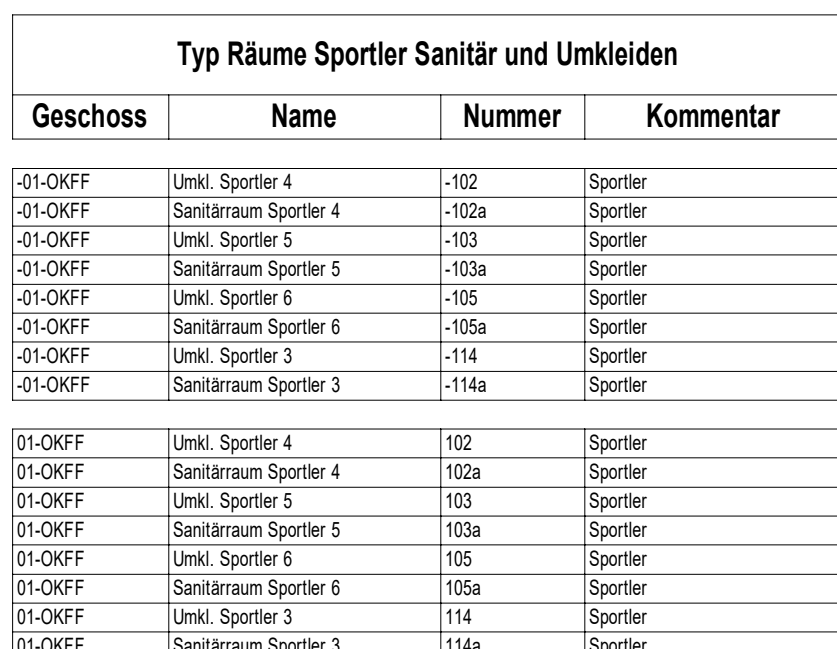 Typ Räume Sportler Sanitär und Umkleiden
Geschoss Name Nummer Kommentar
-01-OKFF Umkl. Sportler 4 -102 Sportler
-01-OKFF Sanitärraum Sportler 4 -102a Sportler
-01-OKFF Umkl. Sportler 5 -103 Sportler
-01-OKFF Sanitärraum Sportler 5 -103a Sportler
-01-OKFF Umkl. Sportler 6 -105 Sportler
-01-OKFF Sanitärraum Sportler 6 -105a Sportler
-01-OKFF Umkl. Sportler 3 -114 Sportler
-01-OKFF Sanitärraum Sportler 3 -114a Sportler
01-OKFF Umkl. Sportler 4 102 Sportler
01-OKFF Sanitärraum Sportler 4 102a Sportler
01-OKFF Umkl. Sportler 5 103 Sportler
01-OKFF Sanitärraum Sportler 5 103a Sportler
01-OKFF Umkl. Sportler 6 105 Sportler
01-OKFF Sanitärraum Sportler 6 105a Sportler
01-OKFF Umkl. Sportler 3 114 Sportler
01-OKFF Sanitärraum Sportler 3 114a Sportler